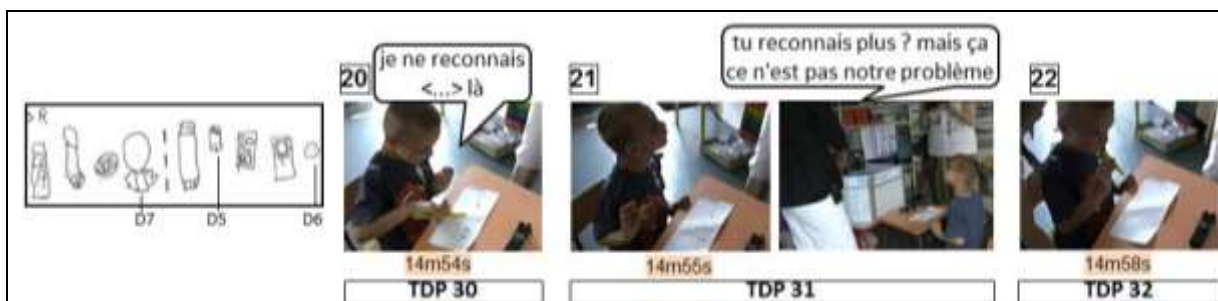 20
je ne reconnais
<...> là
21
tu reconnais plus ? mais ça
ce n'est pas notre problème
22
R
D7
D5
D6
14m54s
14m55s
14m58s
TDP 30
TDP 31
TDP 32